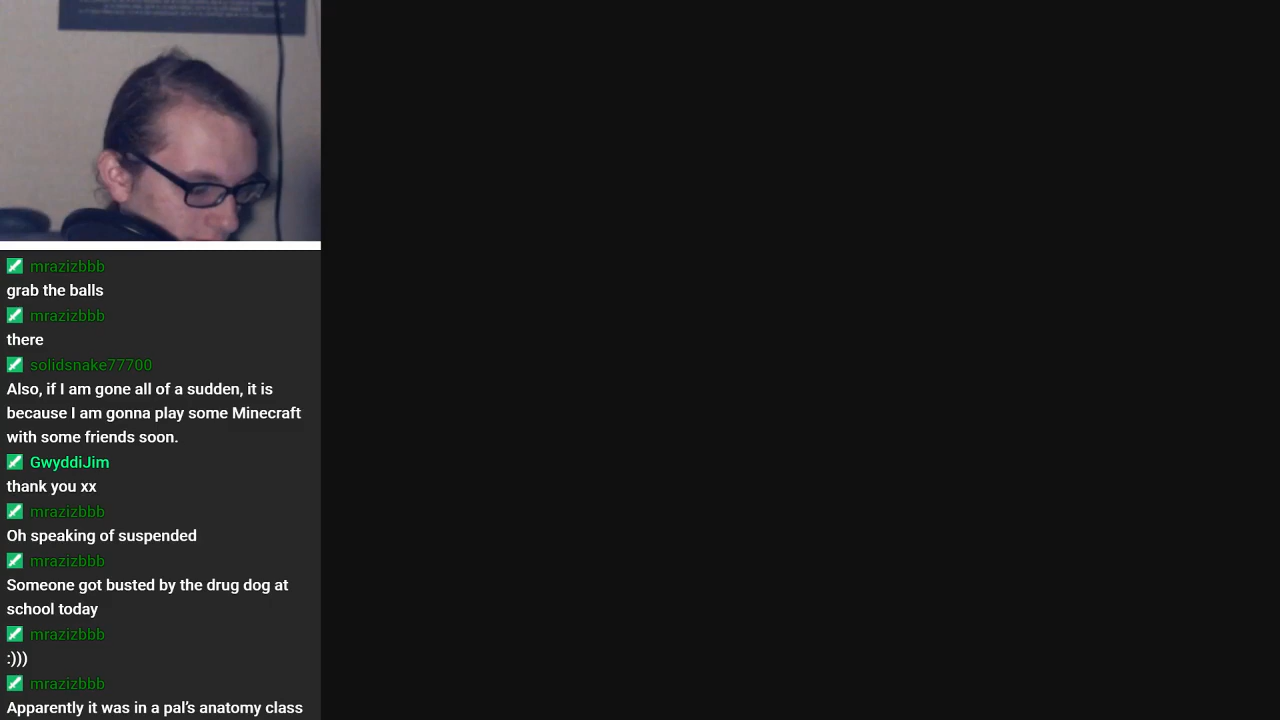 mrazizbbb
grab the balls
mrazizbbb
there
solidsnake77700
Also, if I am gone all of a sudden, it is
because I am gonna play some Minecraft
with some friends soon.
GwyddiJim
thank you xx
mrazizbbb
Oh speaking of suspended
mrazizbbb
Someone got busted by the drug dog at
school today
mrazizbbb
:)))
mrazizbbb
Apparently it was in a pal's anatomy class